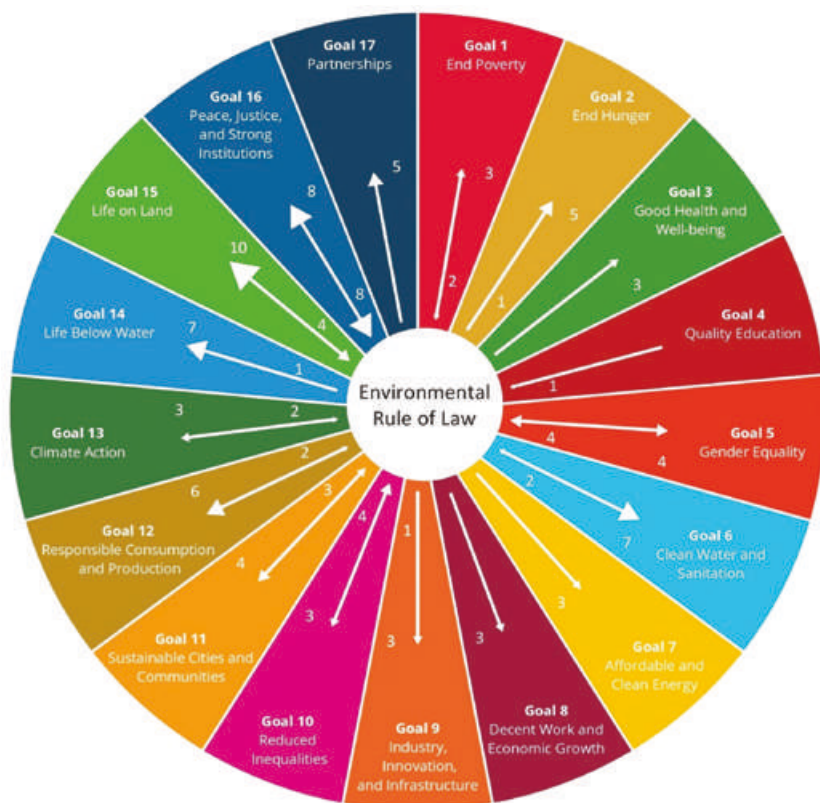 Goal 1
End Poverty
3
2
Goal 2
End Hunger
5
1
Goal 3
Good Health and
Well-being
3
Goal 4
Quality Education
1
Goal 5
Gender Equality
4
4
Goal 6
Clean Water and
Sanitation
2
7
Goal 7
Affordable and
Clean Energy
3
Goal 8
Decent Work and
Economic Growth
3
Goal 9
Industry,
Innovation,
and Infrastructure
1
3
Goal 10
Reduced
Inequalities
4
3
Goal 11
Sustainable Cities and
Communities
3
4
Goal 12
Responsible Consumption
and Production
2
6
Goal 13
Climate Action
3
2
Goal 14
Life Below Water
7
1
Goal 15
Life on Land
10
4
Goal 16
Peace, Justice,
and Strong
Institutions
8
8
Goal 17
Partnerships
5
Environmental
Rule of Law